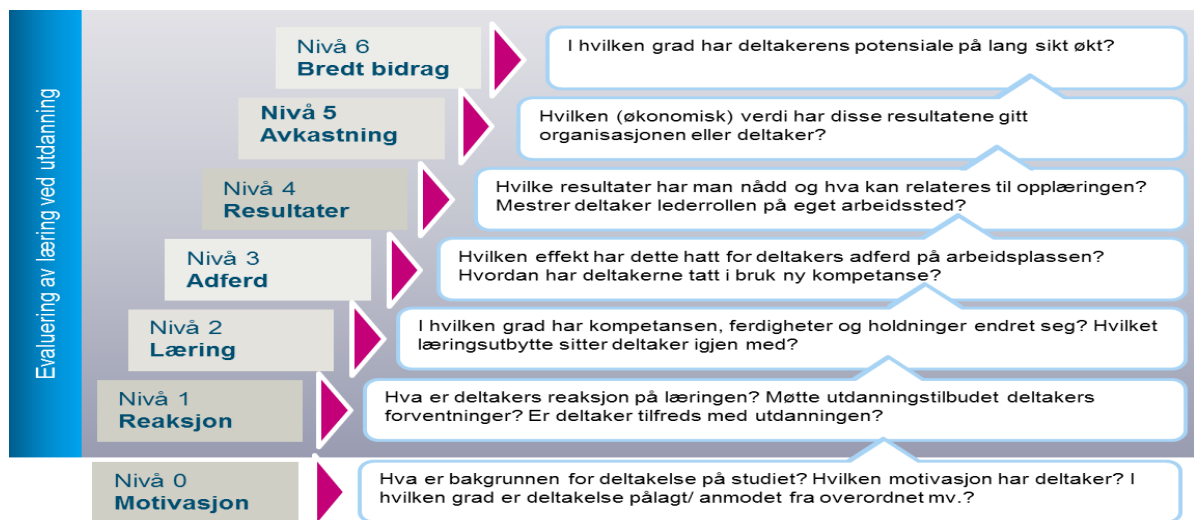 Evaluering av læring ved utdanning
Nivå 6
Bredt bidrag
I hvilken grad har deltakerens potensiale på lang sikt økt?
Nivå 5
Avkastning
Hvilken (økonomisk) verdi har disse resultatene gitt
organisasjonen eller deltaker?
Nivå 4
Resultater
Hvilke resultater har man nådd og hva kan relateres til opplæringen?
Mestrer deltaker lederrollen på eget arbeidssted?
Nivå 3
Adferd
Hvilken effekt har dette hatt for deltakers adferd på arbeidsplassen?
Hvordan har deltakerne tatt i bruk ny kompetanse?
Nivå 2
Læring
I hvilken grad har kompetansen, ferdigheter og holdninger endret seg? Hvilket
læringsutbytte sitter deltaker igjen med?
Nivå 1
Reaksjon
Hva er deltakers reaksjon på læringen? Møtte utdanningstilbudet deltakers
forventninger? Er deltaker tilfreds med utdanningen?
Nivå 0
Motivasjon
Hva er bakgrunnen for deltakelse på studiet? Hvilken motivasjon har deltaker? I
hvilken grad er deltakelse pålagt/ anmodet fra overordnet mv.?